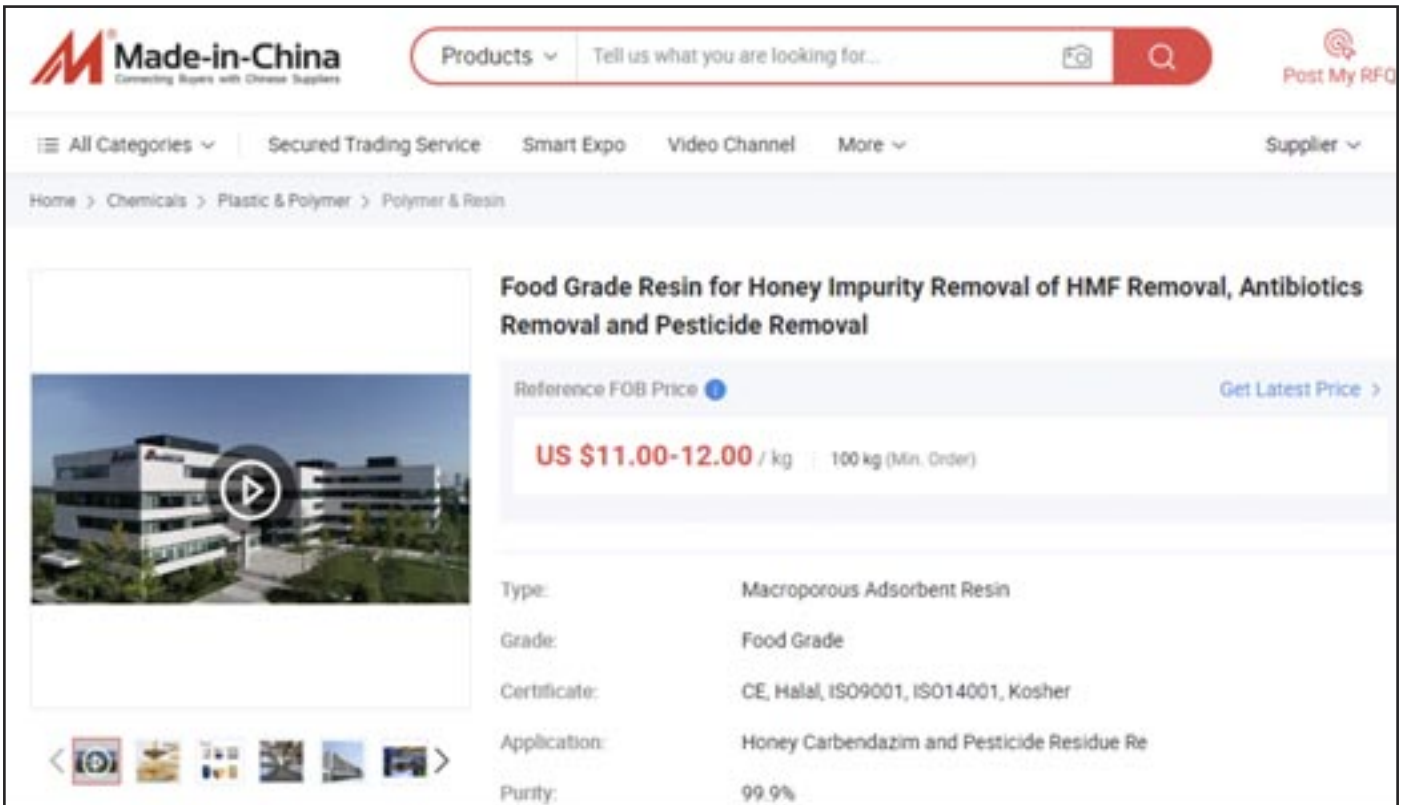 Made-in-China
Connecting Buyers with Chinese Suppliers
Products
Tell us what you are looking for...
Post My RFQ
All Categories
Secured Trading Service
Smart Expo
Video Channel
More
Supplier
Home > Chemicals > Plastic & Polymer > Polymer & Resin
Food Grade Resin for Honey Impurity Removal of HMF Removal, Antibiotics
Removal and Pesticide Removal
Reference FOB Price
Get Latest Price >
US $11.00-12.00 / kg
100 kg (Min. Order)
Type: Macroporous Adsorbent Resin
Grade: Food Grade
Certificate: CE, Halal, ISO9001, ISO14001, Kosher
Application: Honey Carbendazim and Pesticide Residue Re
Purity: 99.9%